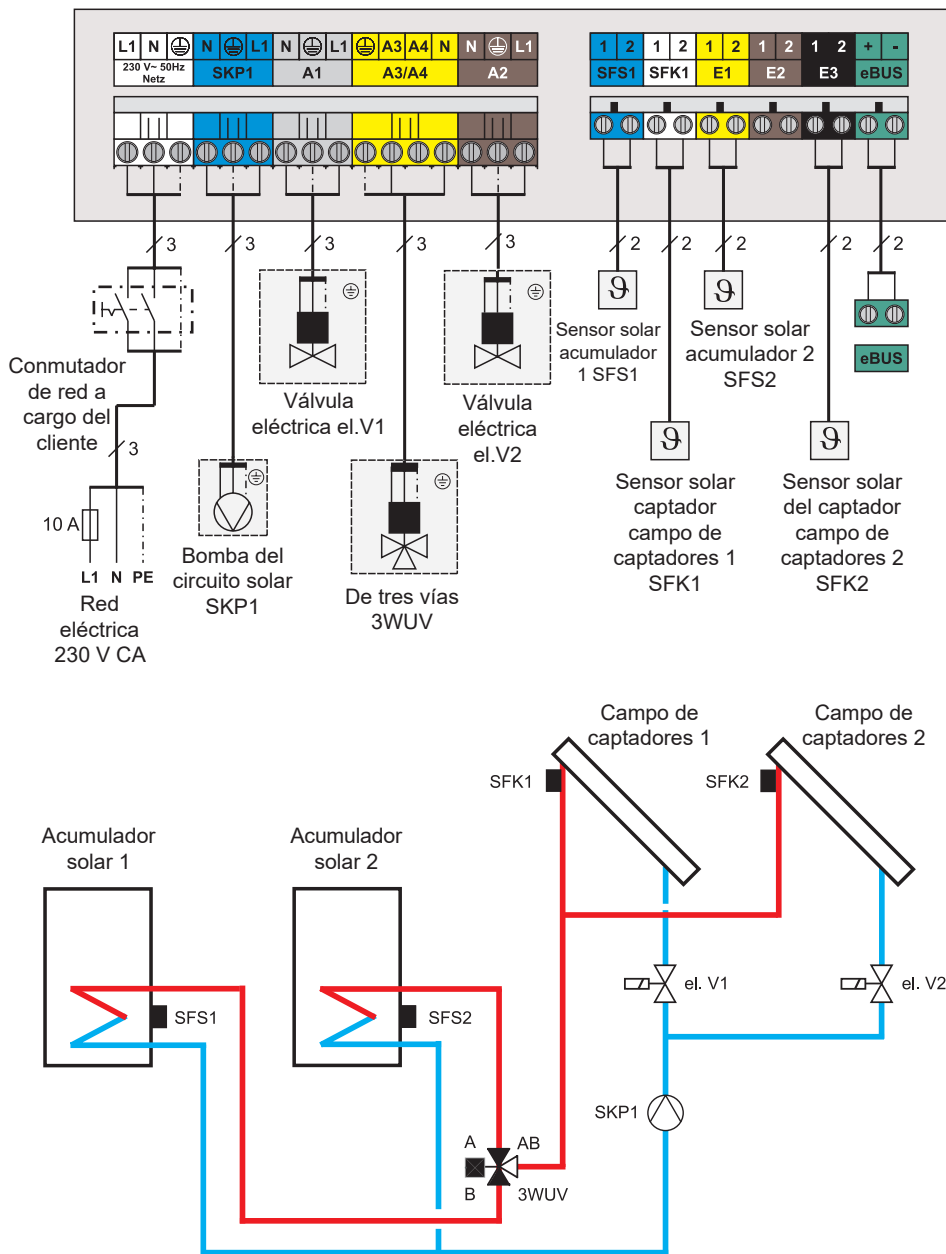 L1 N N L1 N L1 A3 A4 N N L1
230 V~ 50Hz
Netz
SKP1 A1 A3/A4 A2
1 2 1 2 1 2 1 2 1 2 + -
SFS1 SFK1 E1 E2 E3 eBUS
3 3 3 3 3
2 2 2 2 2
Conmutador
de red a
cargo del
cliente
3
10 A
L1 N PE
Red
eléctrica
230 V CA
Bomba del
circuito solar
SKP1
Válvula
eléctrica el.V1
De tres vías
3WUV
Válvula
eléctrica
el.V2
ϑ
Sensor solar
acumulador
1 SFS1
ϑ
Sensor solar
captador
campo de
captadores 1
SFK1
ϑ
Sensor solar
acumulador 2
SFS2
ϑ
Sensor solar
del captador
campo de
captadores 2
SFK2
eBUS
Campo de
captadores 1
Campo de
captadores 2
SFK1
SFK2
Acumulador
solar 1
Acumulador
solar 2
el. V1
el. V2
SFS1
SFS2
SKP1
A AB
B 3WUV